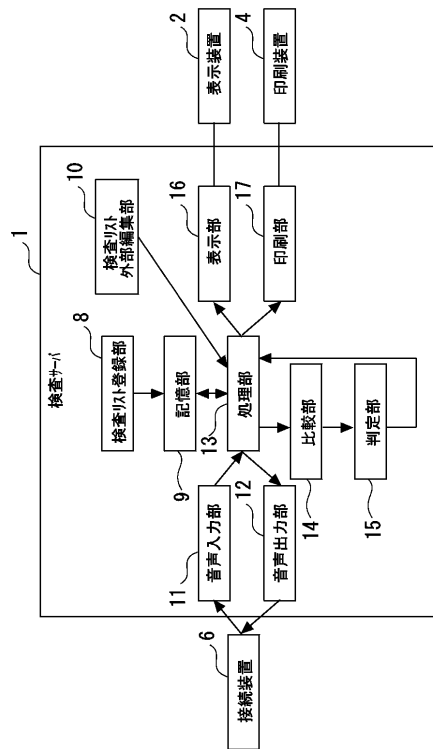 1
検査サーバ
10
検査リスト
外部編集部
8
検査リスト登録部
記憶部
9
11
音声入力部
13
処理部
16
表示部
2
表示装置
6
接続装置
12
音声出力部
17
印刷部
4
印刷装置
比較部
14
判定部
15